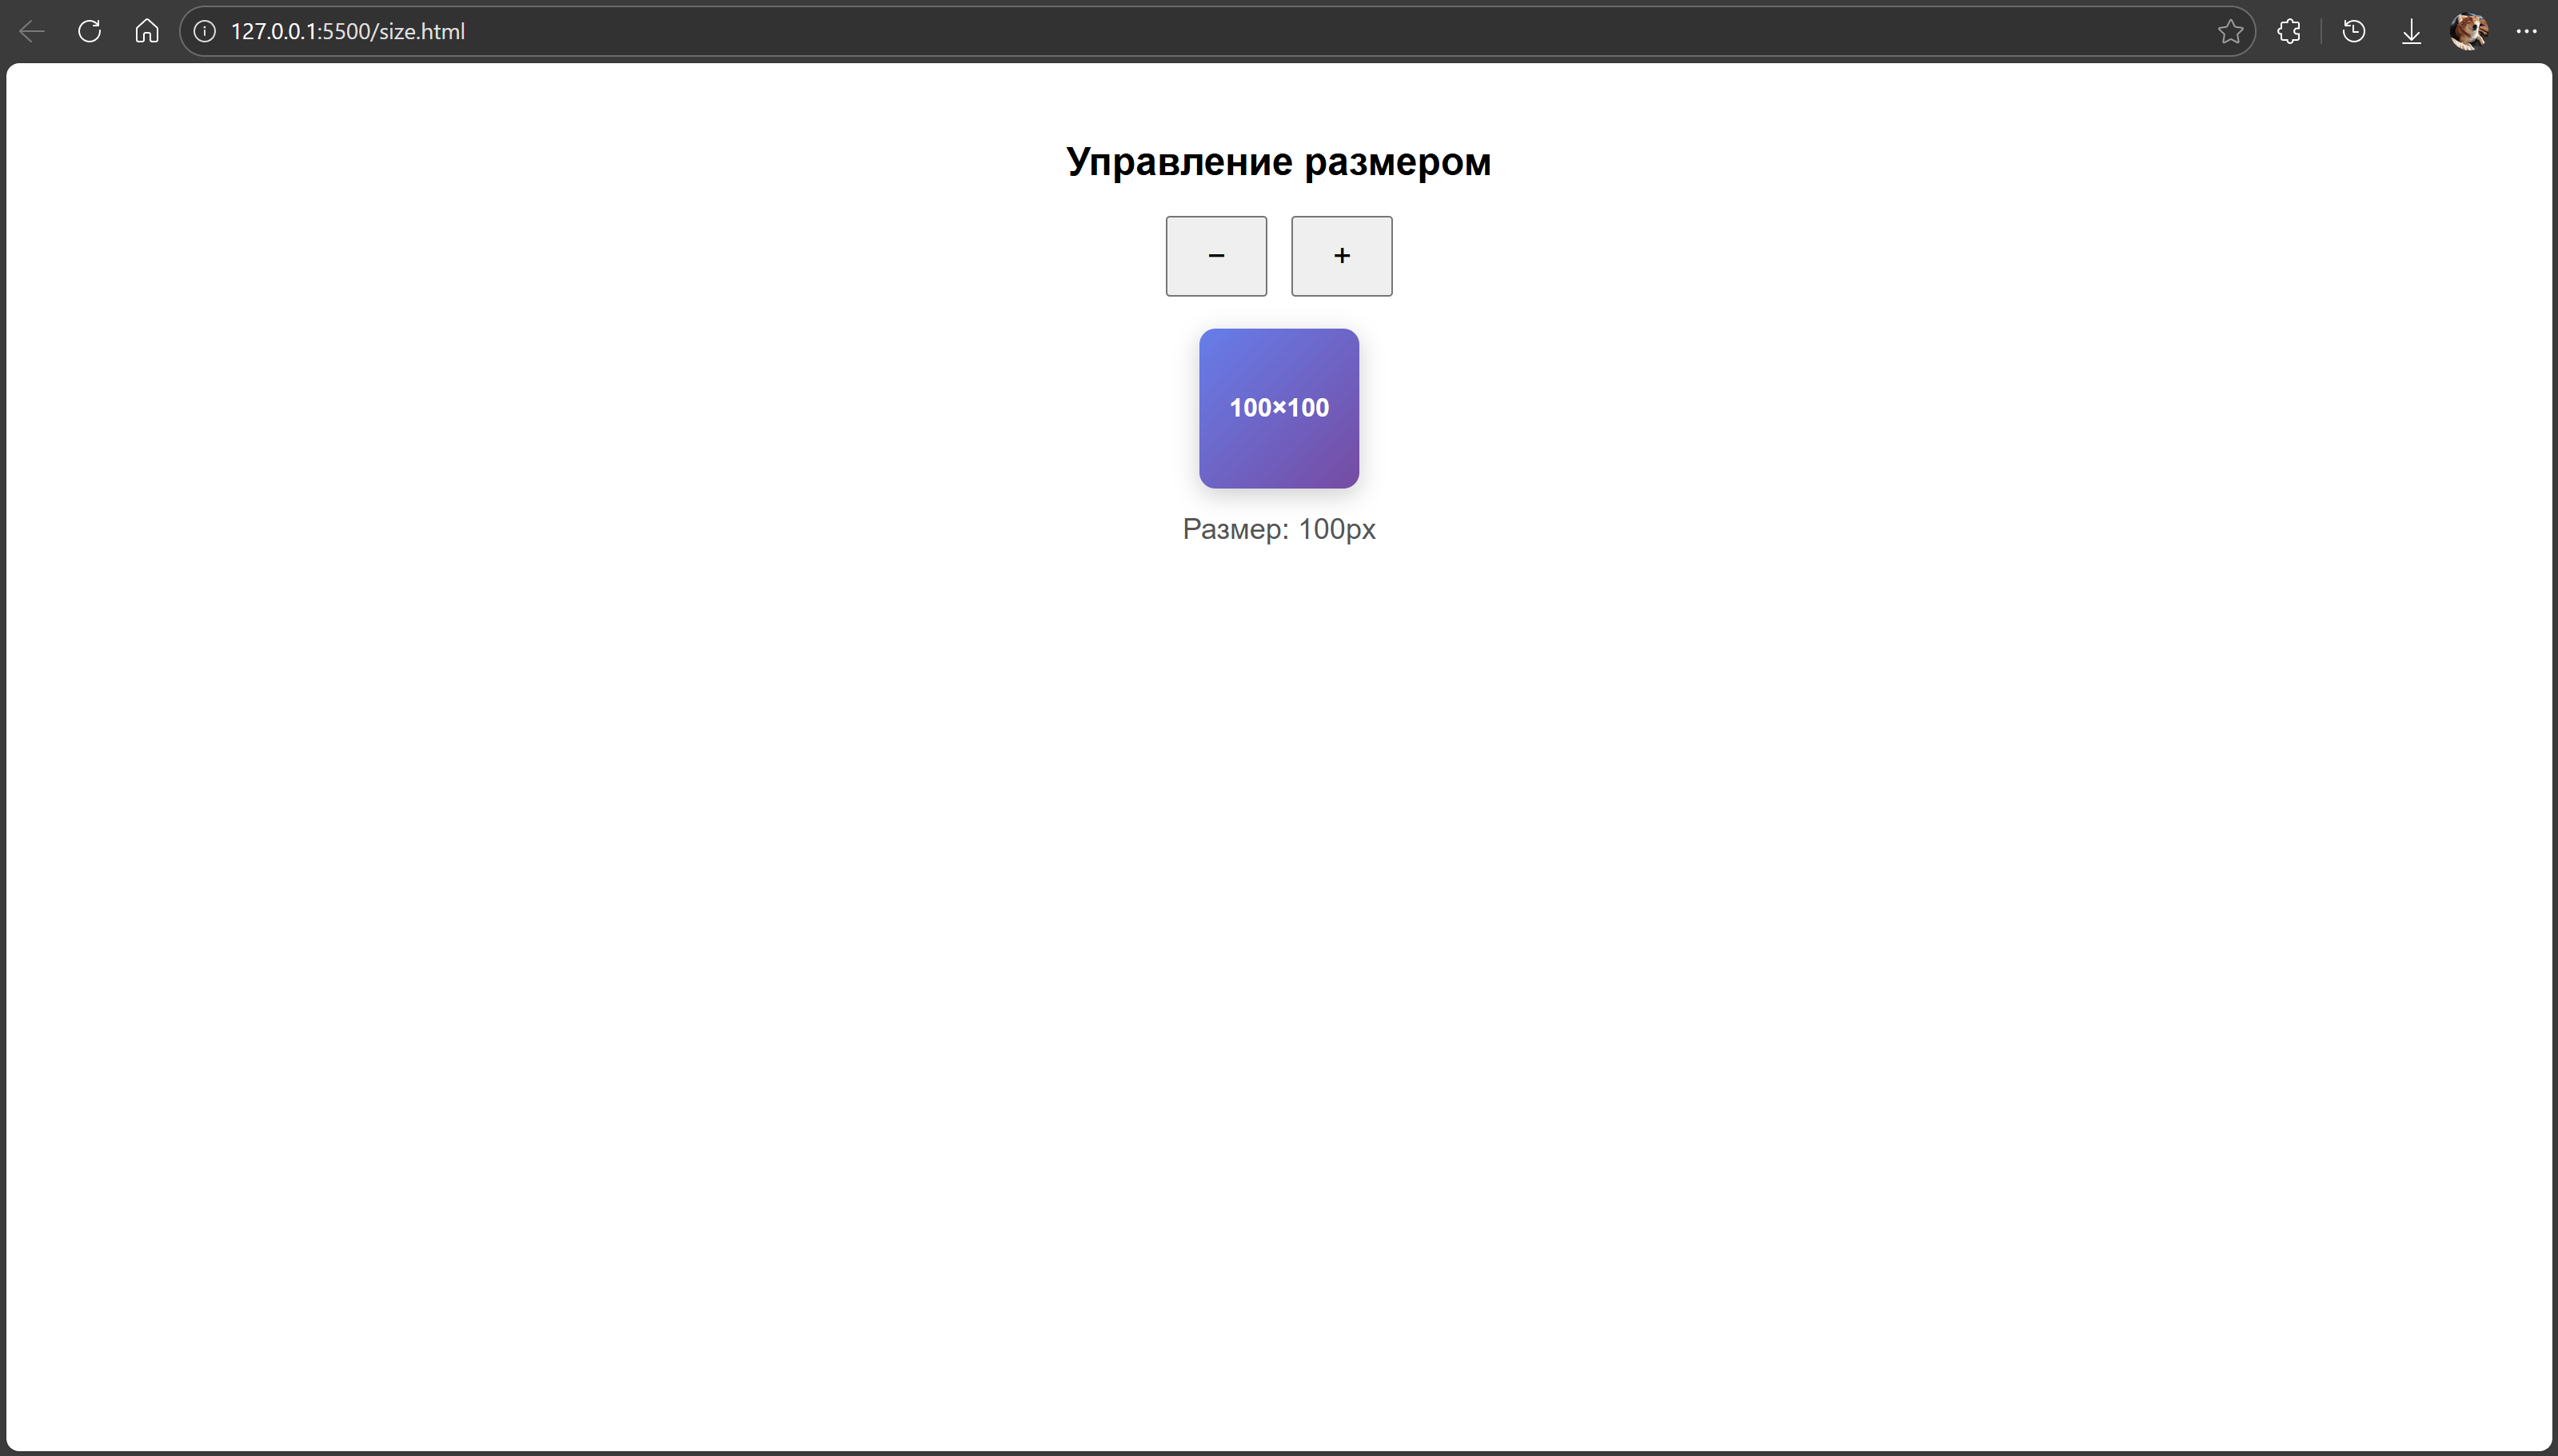 127.0.0.1:5500/size.html
Управление размером
− +
100×100
Размер: 100px